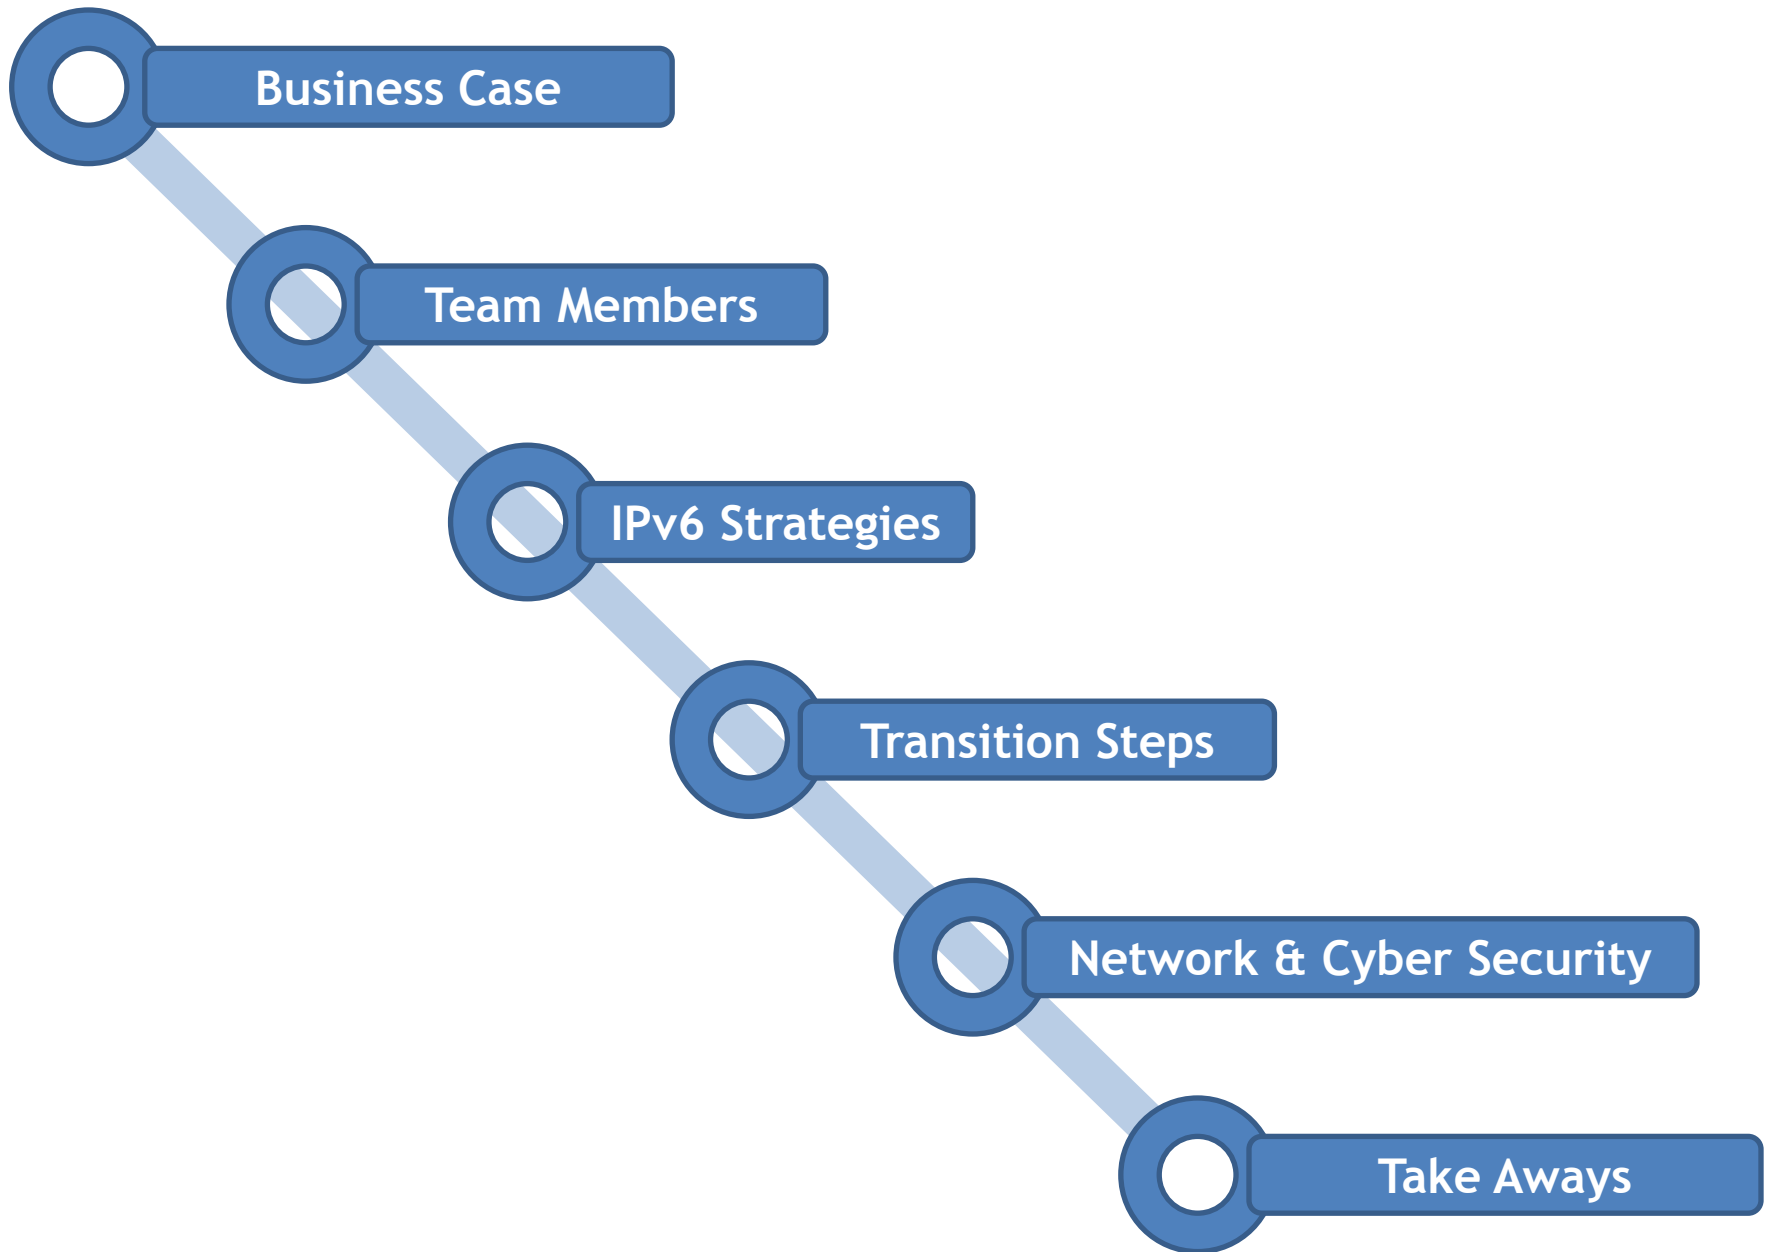 Business Case
Team Members
IPv6 Strategies
Transition Steps
Network & Cyber Security
Take Aways